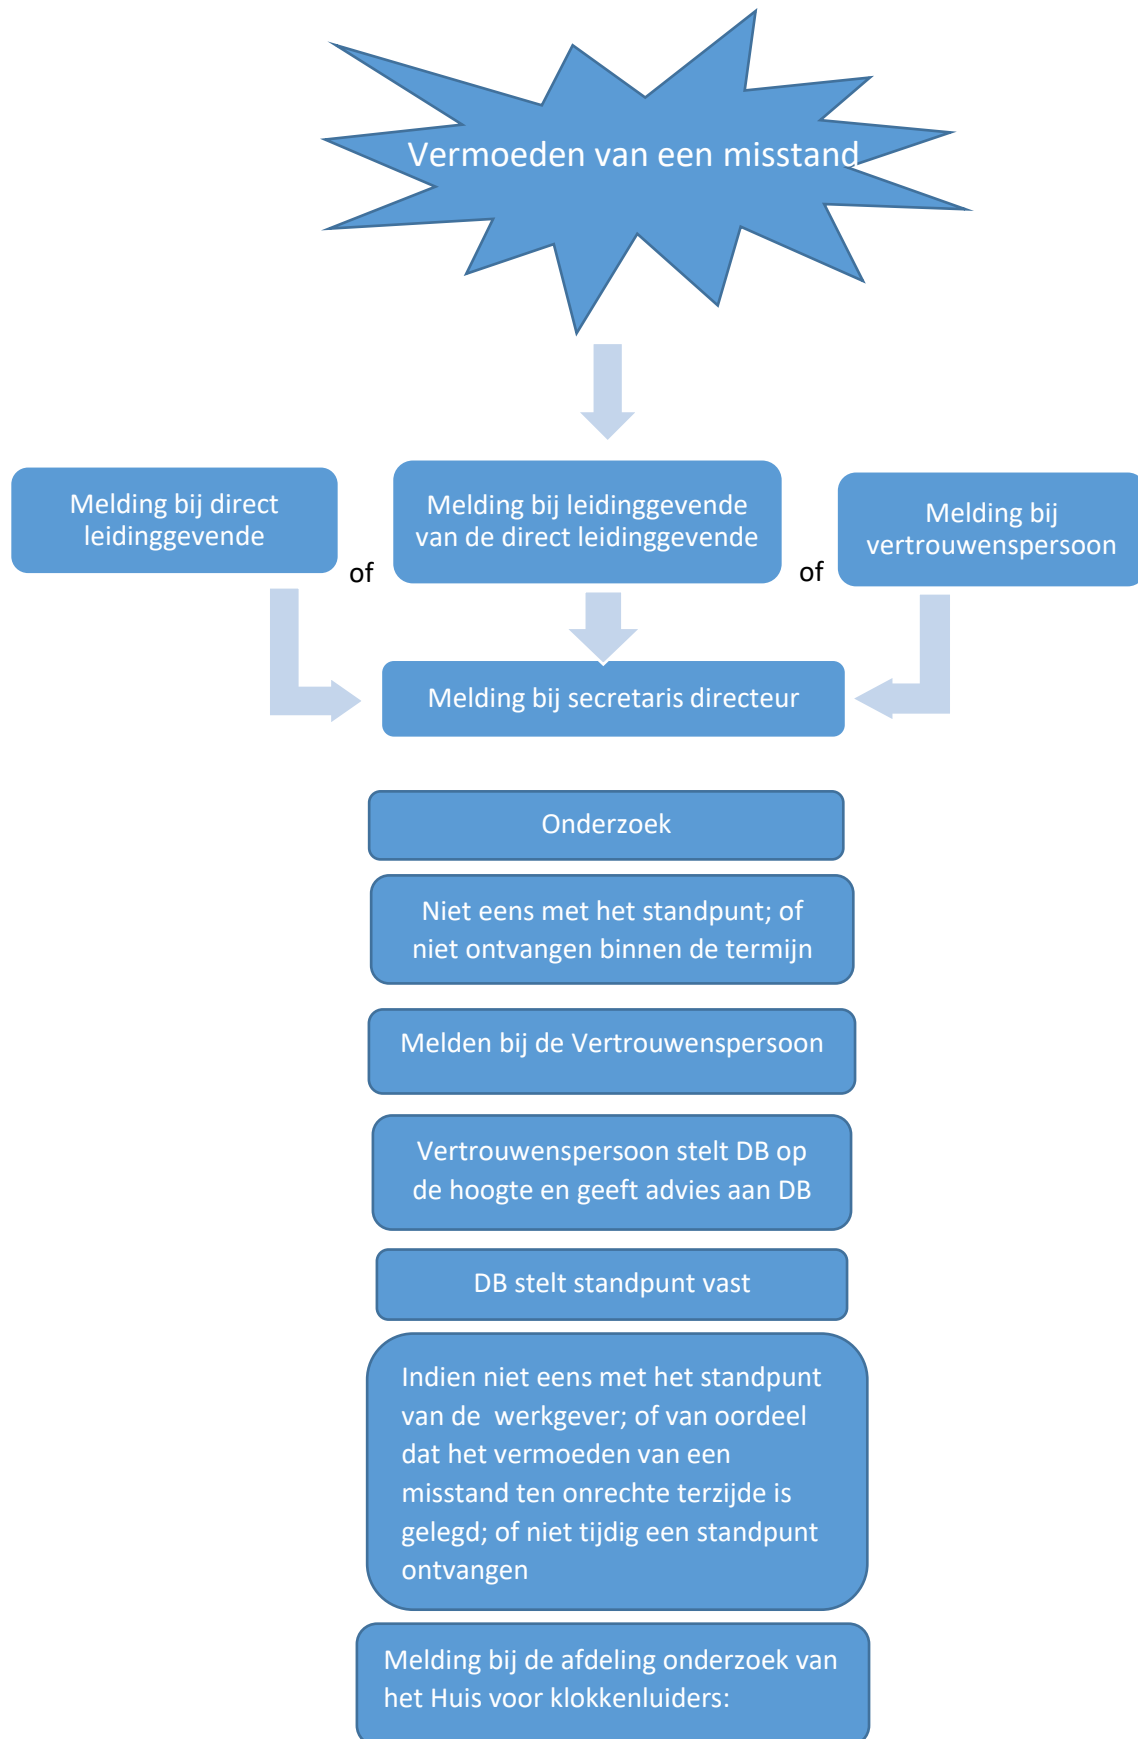 Vermoeden van een misstand
Melding bij direct
leidinggevende
of
Melding bij leidinggevende
van de direct leidinggevende
of
Melding bij
vertrouwenspersoon
Melding bij secretaris directeur
Onderzoek
Niet eens met het standpunt; of
niet ontvangen binnen de termijn
Melden bij de Vertrouwenspersoon
Vertrouwenspersoon stelt DB op
de hoogte en geeft advies aan DB
DB stelt standpunt vast
Indien niet eens met het standpunt
van de  werkgever; of van oordeel
dat het vermoeden van een
misstand ten onrechte terzijde is
gelegd; of niet tijdig een standpunt
ontvangen
Melding bij de afdeling onderzoek van
het Huis voor klokkenluiders: